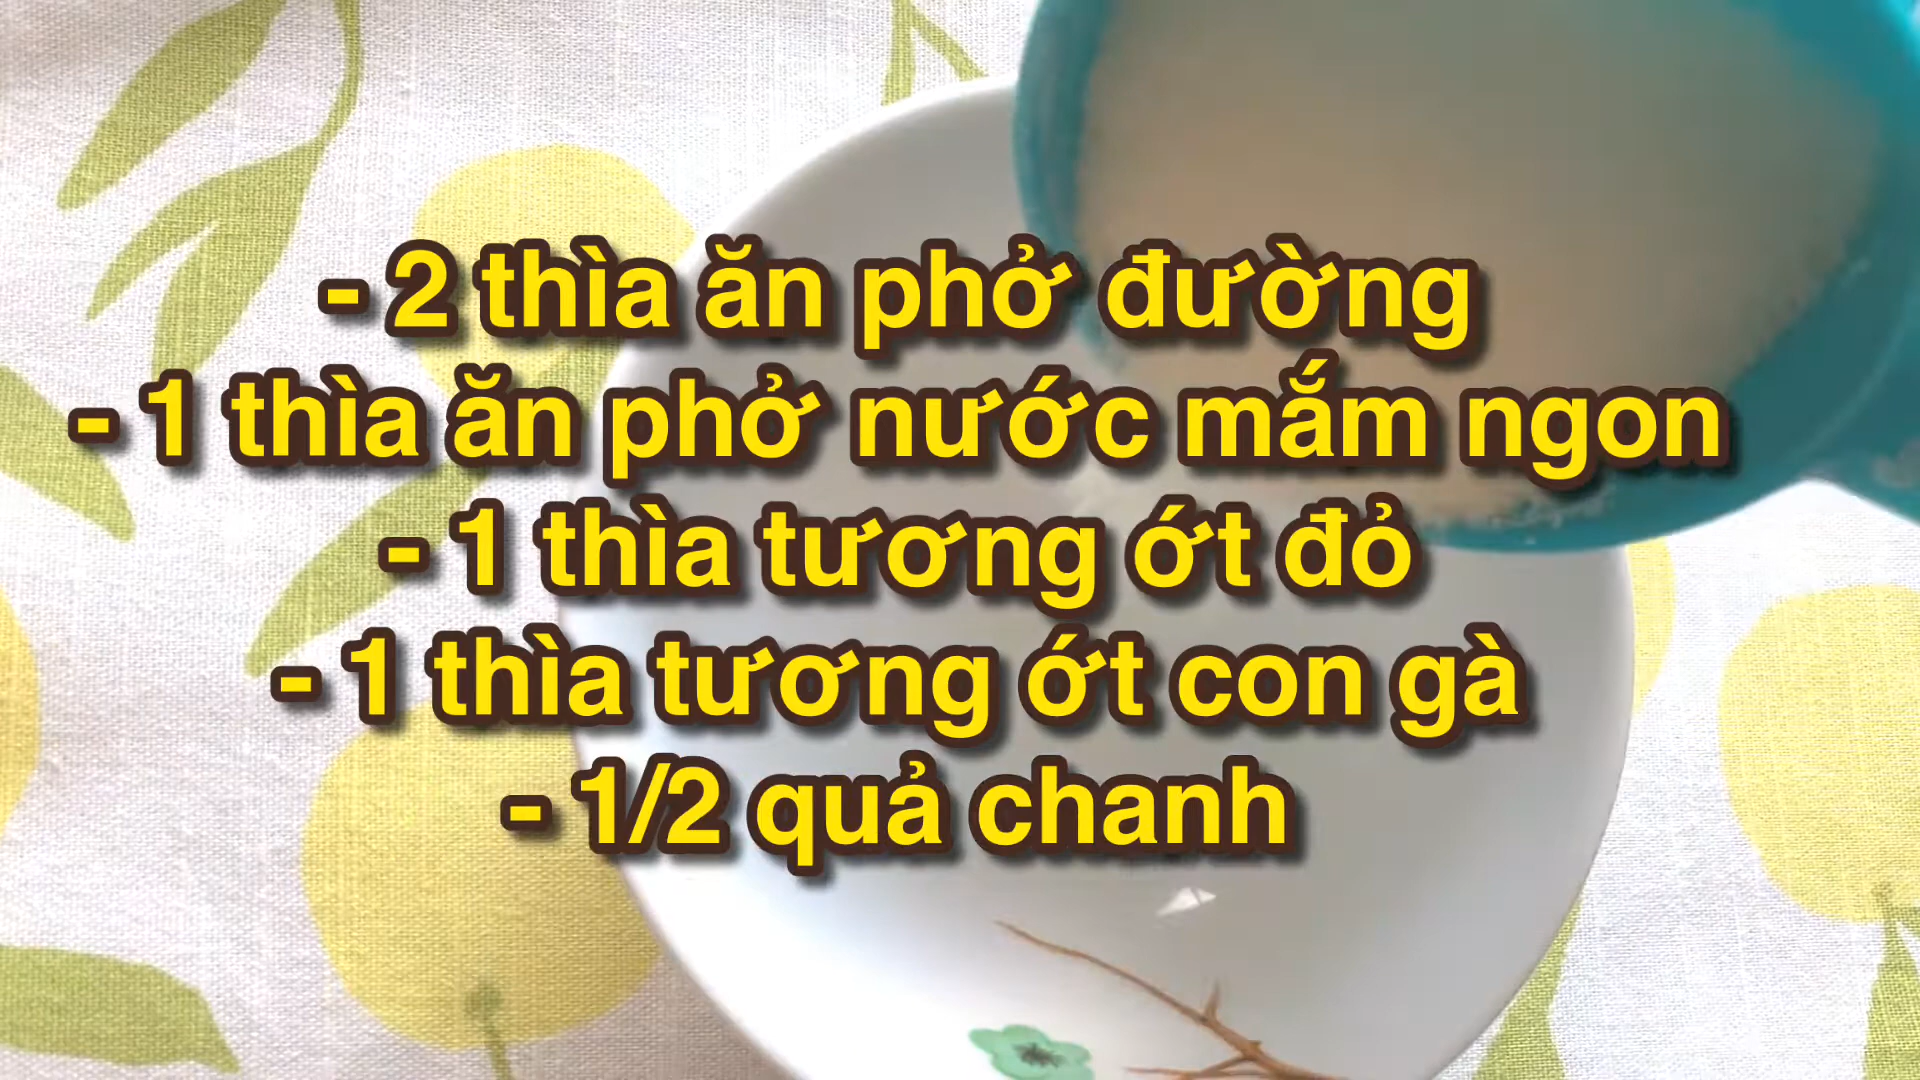 - 2 thìa ăn phở đường
- 1 thìa ăn phở nước mắm ngon
- 1 thìa tương ớt đỏ
- 1 thìa tương ớt con gà
- 1/2 quả chanh